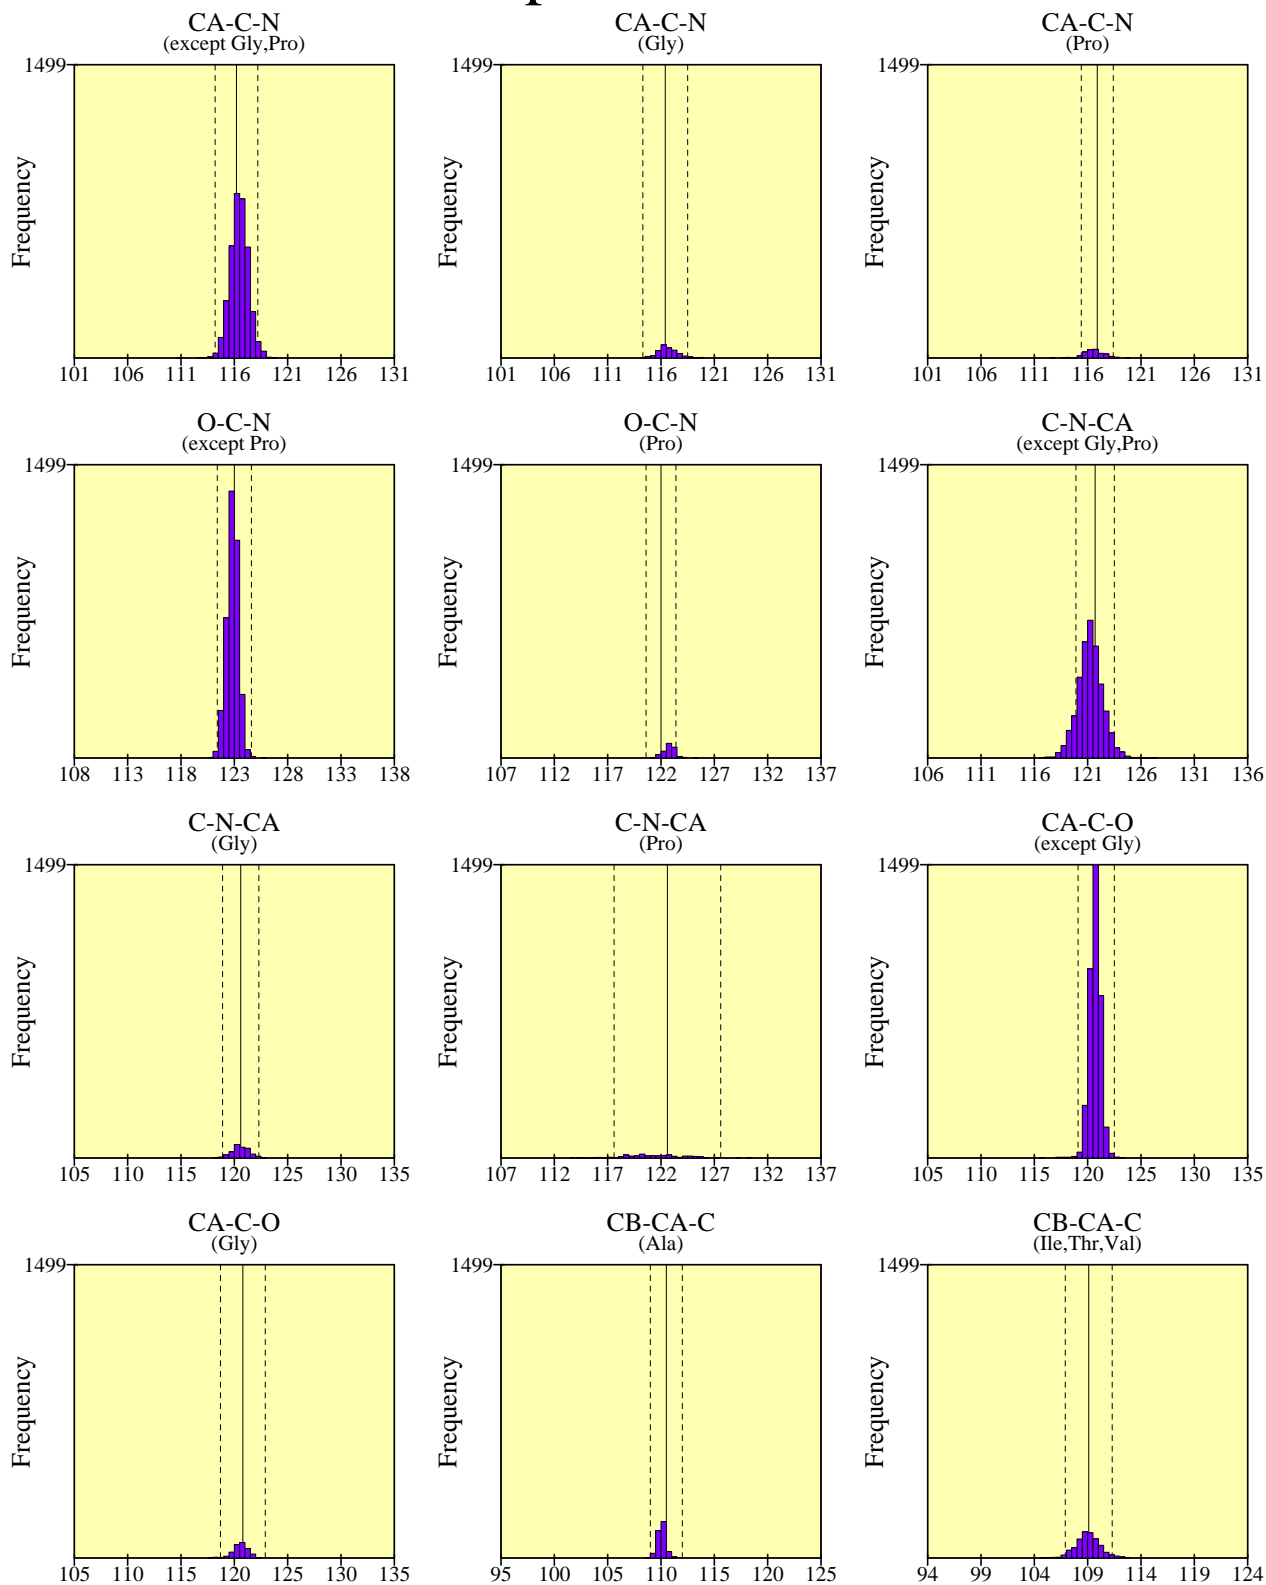 CA-C-N
(except Gly,Pro)
1499
Frequency
101 106 111 116 121 126 131
CA-C-N
(Gly)
1499
Frequency
101 106 111 116 121 126 131
CA-C-N
(Pro)
1499
Frequency
101 106 111 116 121 126 131
O-C-N
(except Pro)
1499
Frequency
108 113 118 123 128 133 138
O-C-N
(Pro)
1499
Frequency
107 112 117 122 127 132 137
C-N-CA
(except Gly,Pro)
1499
Frequency
106 111 116 121 126 131 136
C-N-CA
(Gly)
1499
Frequency
105 110 115 120 125 130 135
C-N-CA
(Pro)
1499
Frequency
107 112 117 122 127 132 137
CA-C-O
(except Gly)
1499
Frequency
105 110 115 120 125 130 135
CA-C-O
(Gly)
1499
Frequency
105 110 115 120 125 130 135
CB-CA-C
(Ala)
1499
Frequency
95 100 105 110 115 120 125
CB-CA-C
(Ile,Thr,Val)
1499
Frequency
94 99 104 109 114 119 124